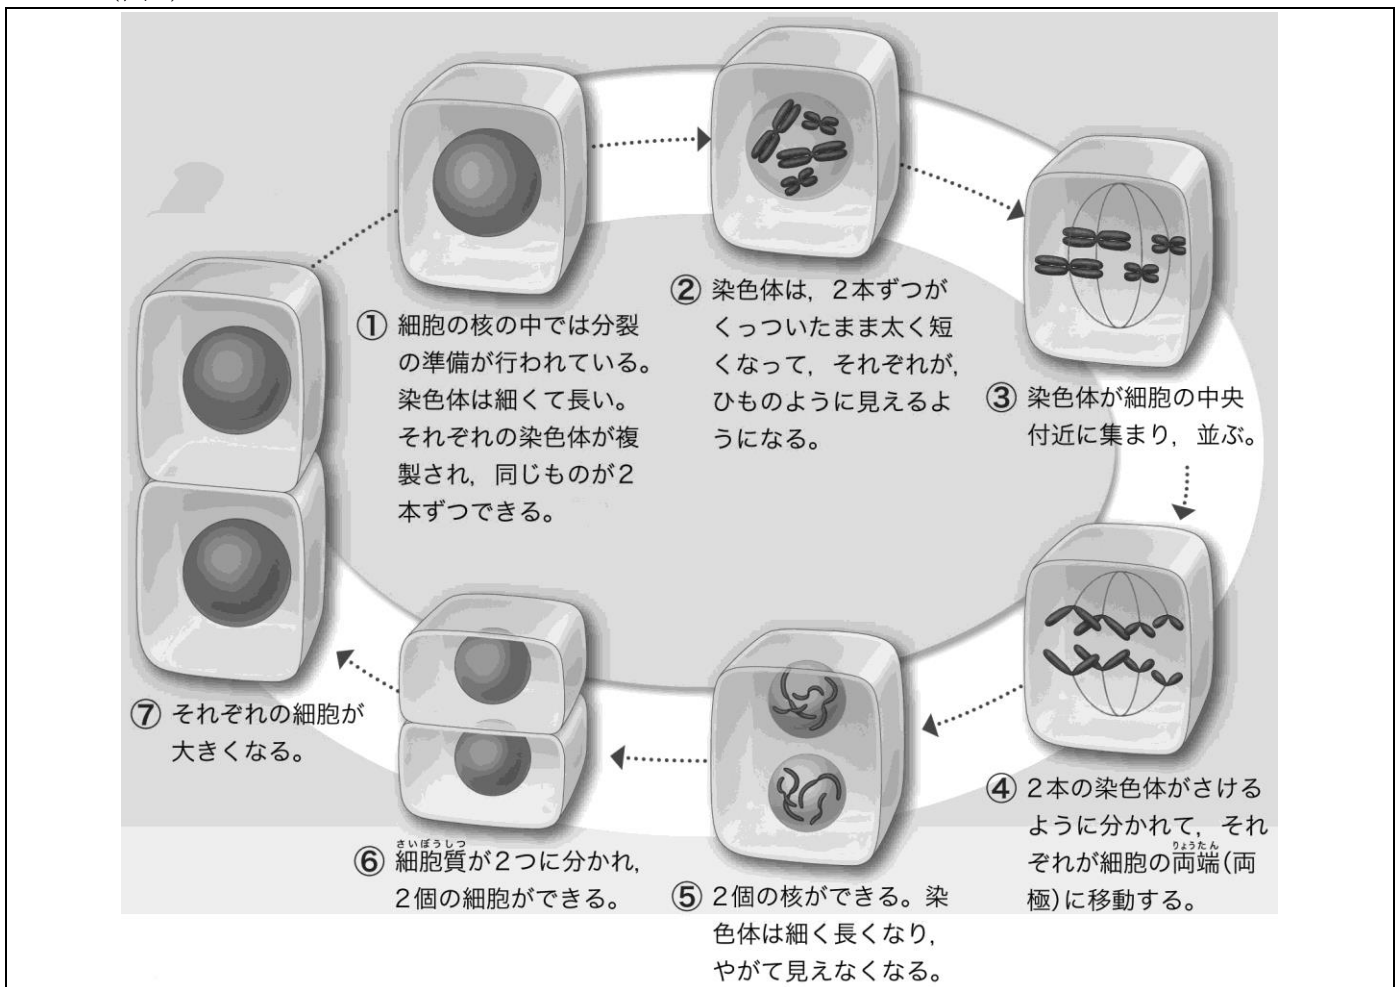 ① 細胞の核の中では分裂
の準備が行われている。
染色体は細くて長い。
それぞれの染色体が複
製され，同じものが2
本ずつできる。
② 染色体は，2本ずつが
くっついたまま太く短
くなって，それぞれが，
ひものように見えるよ
うになる。
③ 染色体が細胞の中央
付近に集まり，並ぶ。
④ 2本の染色体がさける
ように分かれて，それ
りょうたん
ぞれが細胞の両端(両
極)に移動する。
⑤ 2個の核ができる。染
色体は細く長くなり，
やがて見えなくなる。
さいぼうしつ
⑥ 細胞質が2つに分かれ，
2個の細胞ができる。
⑦ それぞれの細胞が
大きくなる。